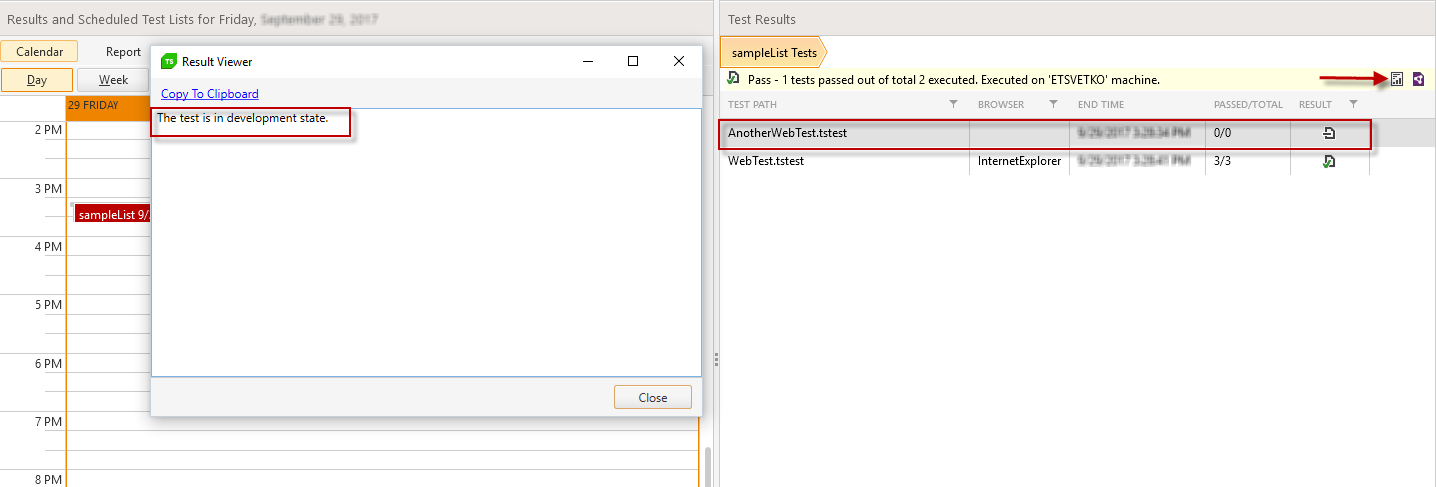 Results and Scheduled Test Lists for Friday,
Calendar
Report
Day
Week
29 FRIDAY
2 PM
3 PM
sampleList 9/
4 PM
5 PM
6 PM
7 PM
8 PM
TS Result Viewer
Copy To Clipboard
The test is in development state.
Close
Test Results
sampleList Tests
Pass - 1 tests passed out of total 2 executed. Executed on 'ETSVETKO' machine.
TEST PATH BROWSER END TIME PASSED/TOTAL RESULT
AnotherWebTest.tstest 0/0
WebTest.tstest InternetExplorer 3/3